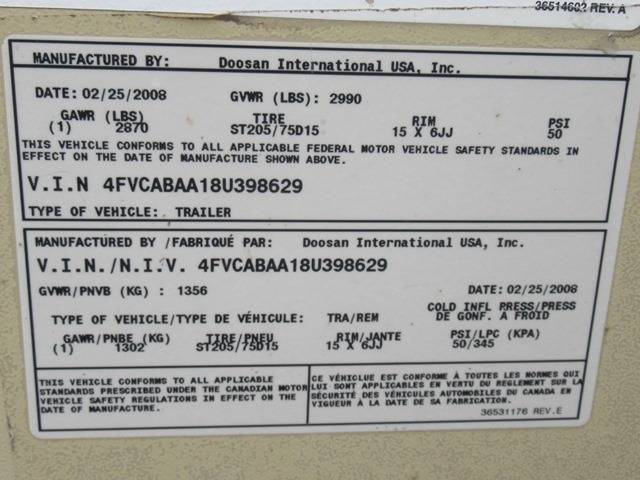 36514602 REV. A
MANUFACTURED BY: Doosan International USA, Inc.
DATE: 02/25/2008 GVWR (LBS): 2990
GAWR (LBS) TIRE RIM PSI
(1) 2870 ST205/75D15 15 X 6JJ 50
THIS VEHICLE CONFORMS TO ALL APPLICABLE FEDERAL MOTOR VEHICLE SAFETY STANDARDS IN
EFFECT ON THE DATE OF MANUFACTURE SHOWN ABOVE.
V.I.N 4FVCABAA18U398629
TYPE OF VEHICLE: TRAILER
MANUFACTURED BY /FABRIQUÉ PAR: Doosan International USA, Inc.
V.I.N./N.I.V. 4FVCABAA18U398629
GVWR/PNVB (KG) : 1356 DATE: 02/25/2008
TYPE OF VEHICLE/TYPE DE VÉHICULE: TRA/REM COLD INFL PRESS/PRESS
DE GONF. A FROID
GAWR/PNBE (KG) TIRE/PNEU RIM/JANTE PSI/LPC (KPA)
(1) 1302 ST205/75D15 15 X 6JJ 50/345
THIS VEHICLE CONFORMS TO ALL APPLICABLE
STANDARDS PRESCRIBED UNDER THE CANADIAN MOTOR
VEHICLE SAFETY REGULATIONS IN EFFECT ON THE
DATE OF MANUFACTURE.
CE VÉHICLUE EST CONFORME À TOUTES LES NORMES QUI
LUI SONT APPLICABLES EN VERTU DU REGLEMENT SUR LA
SÉCURITÉ DES VÉHICULES AUTOMOBILES DU CANADA EN
VIGUEUR À LA DATE DE SA FABRICATION.
36531176 REV.E